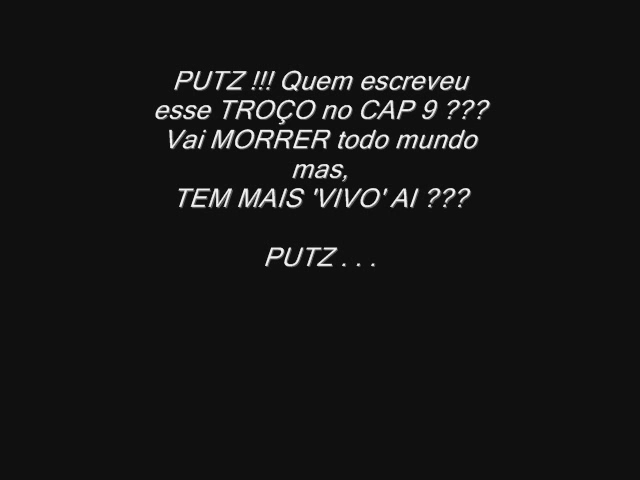 PUTZ !!! Quem escreveu
esse TROÇO no CAP 9 ???
Vai MORRER todo mundo
mas,
TEM MAIS 'VIVO' AI ???
PUTZ . . .